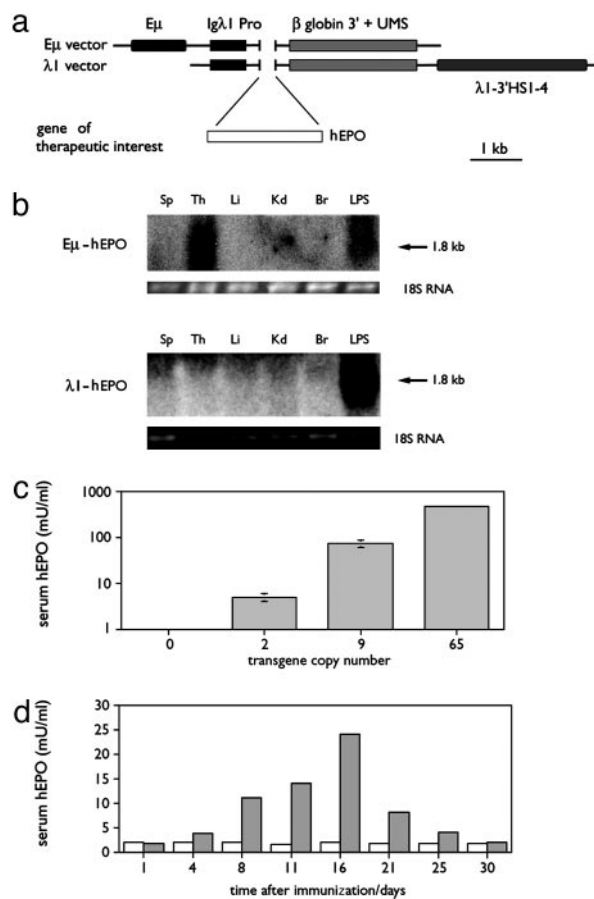 a
Eμ Igλ1 Pro β globin 3' + UMS
Eμ vector
λ1 vector
λ1-3'HS1-4
gene of
therapeutic interest
hEPO
1 kb
b
Sp Th Li Kd Br LPS
Eμ-hEPO
1.8 kb
18S RNA
Sp Th Li Kd Br LPS
λ1-hEPO
1.8 kb
18S RNA
c
serum hEPO (mU/ml)
1000
100
10
1
0 2 9 65
transgene copy number
d
serum hEPO (mU/ml)
30
25
20
15
10
5
0
1 4 8 11 16 21 25 30
time after immunization/days